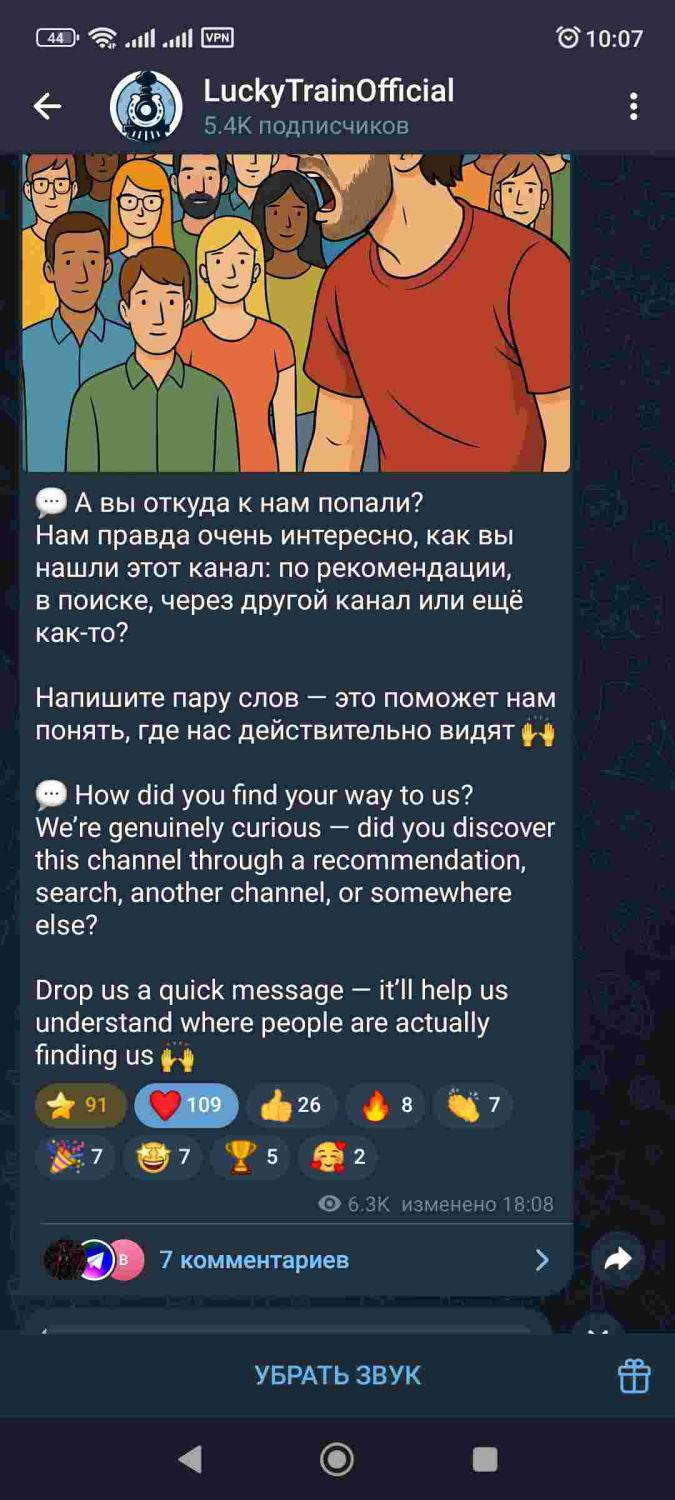 44 VPN 10:07
LuckyTrainOfficial
5.4K подписчиков
💬 А вы откуда к нам попали?
Нам правда очень интересно, как вы
нашли этот канал: по рекомендации,
в поиске, через другой канал или ещё
как-то?
Напишите пару слов — это поможет нам
понять, где нас действительно видят 🙌
💬 How did you find your way to us?
We’re genuinely curious — did you discover
this channel through a recommendation,
search, another channel, or somewhere
else?
Drop us a quick message — it’ll help us
understand where people are actually
finding us 🙌
⭐ 91 ❤️ 109 👍 26 🔥 8 👏 7
🎉 7 🤩 7 🏆 5 🥰 2
6.3K изменено 18:08
В 7 комментариев
УБРАТЬ ЗВУК